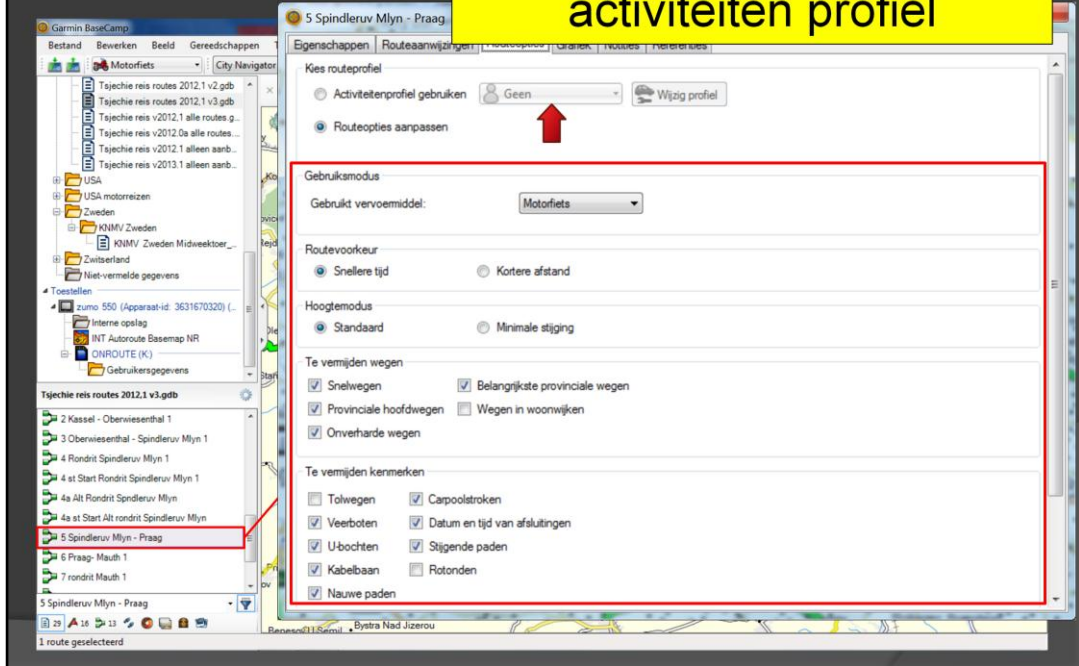 activiteiten profiel
Garmin BaseCamp
Bestand Bewerken Beeld Gereedschappen
Motorfiets City Navigator
Tsjechie reis routes 2012,1 v2.gdb
Tsjechie reis routes 2012,1 v3.gdb
Tsjechie reis v2012,1 alle routes.g...
Tsjechie reis v2012.0a alle routes...
Tsjechie reis v2012.1 alleen aanb...
Tsjechie reis v2013.1 alleen aanb...
USA
USA motorreizen
Zweden
KNMV Zweden
KNMV Zweden Midweektoer_...
Zwitserland
Niet-vermelde gegevens
Toestellen
zumo 550 (Apparaat-id: 3631670320) (...
Interne opslag
INT Autoroute Basemap NR
ONROUTE (K:)
Gebruikersgegevens
Tsjechie reis routes 2012,1 v3.gdb
2 Kassel - Oberwiesenthal 1
3 Oberwiesenthal - Spindleruv Mlyn 1
4 Rondrit Spindleruv Mlyn 1
4 st Start Rondrit Spindleruv Mlyn 1
4a Alt Rondrit Spndleruv Mlyn
4a st Start Alt rondrit Spindleruv Mlyn
5 Spindleruv Mlyn - Praag
6 Praag- Mauth 1
7 rondrit Mauth 1
5 Spindleruv Mlyn - Praag
29 16 13
1 route geselecteerd
5 Spindleruv Mlyn - Praag
Eigenschappen Routeaanwijzingen Routeopties Grafiek Notities Referenties
Kies routeprofiel
Activiteitenprofiel gebruiken Geen Wijzig profiel
Routeopties aanpassen
Gebruiksmodus
Gebruikt vervoermiddel: Motorfiets
Routevoorkeur
Snellere tijd Kortere afstand
Hoogtemodus
Standaard Minimale stijging
Te vermijden wegen
Snelwegen Belangrijkste provinciale wegen
Provinciale hoofdwegen Wegen in woonwijken
Onverharde wegen
Te vermijden kenmerken
Tolwegen Carpoolstroken
Veerboten Datum en tijd van afsluitingen
U-bochten Stijgende paden
Kabelbaan Rotonden
Nauwe paden
Bystra Nad Jizerou